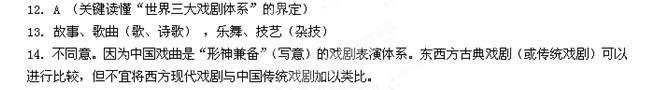 12. A （关键读懂“世界三大戏剧体系”的界定）
13. 故事、歌曲（歌、诗歌），乐舞、技艺（杂技）
14. 不同意。因为中国戏曲是“形神兼备”（写意）的戏剧表演体系。东西方古典戏剧（或传统戏剧）可以
进行比较，但不宜将西方现代戏剧与中国传统戏剧加以类比。